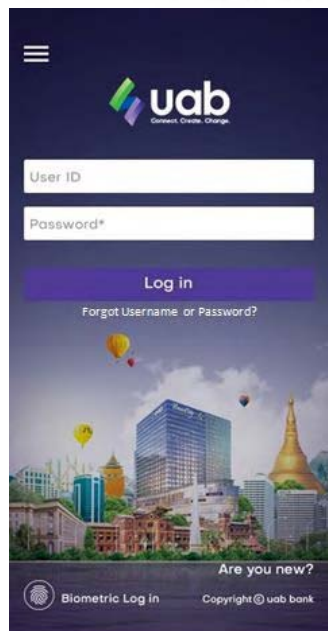 uab
Connect. Create. Change.
User ID
Password*
Log in
Forgot Username or Password?
Are you new?
Biometric Log in
Copyright © uab bank